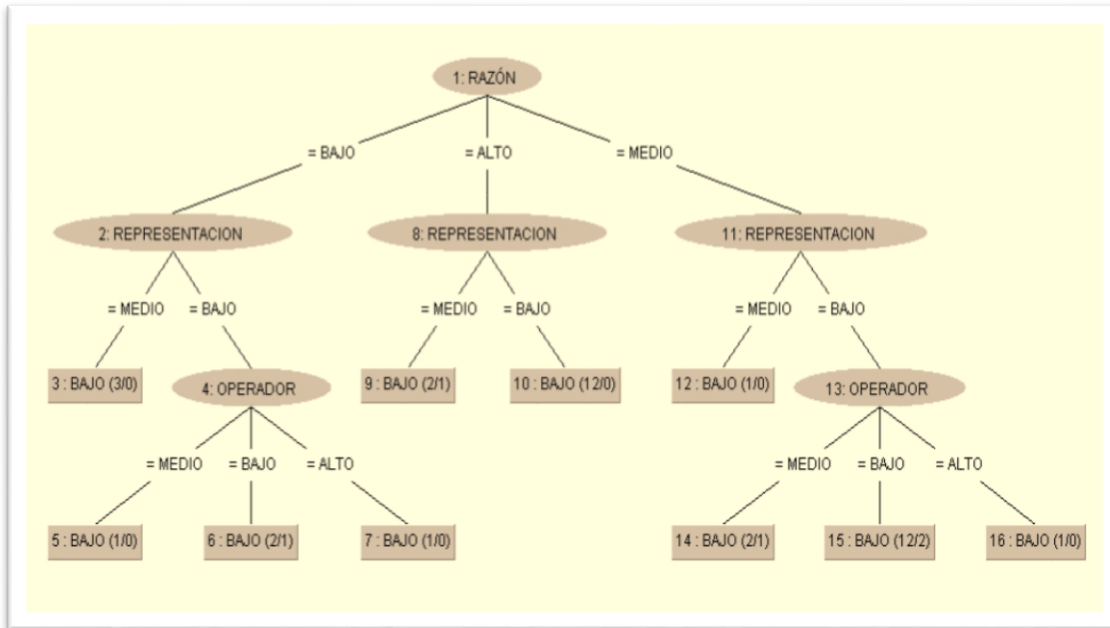 1: RAZÓN
= BAJO = ALTO = MEDIO
2: REPRESENTACION 8: REPRESENTACION 11: REPRESENTACION
= MEDIO = BAJO = MEDIO = BAJO = MEDIO = BAJO
3 : BAJO (3/0) 4: OPERADOR 9 : BAJO (2/1) 10 : BAJO (12/0) 12 : BAJO (1/0) 13: OPERADOR
= MEDIO = BAJO = ALTO = MEDIO = BAJO = ALTO
5 : BAJO (1/0) 6 : BAJO (2/1) 7 : BAJO (1/0) 14 : BAJO (2/1) 15 : BAJO (12/2) 16 : BAJO (1/0)